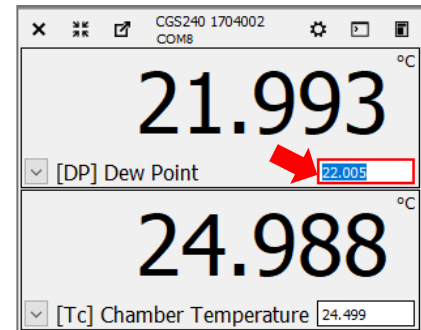 CGS240 1704002
COM8
°C
21.993
[DP] Dew Point 22.005
°C
24.988
[Tc] Chamber Temperature 24.499